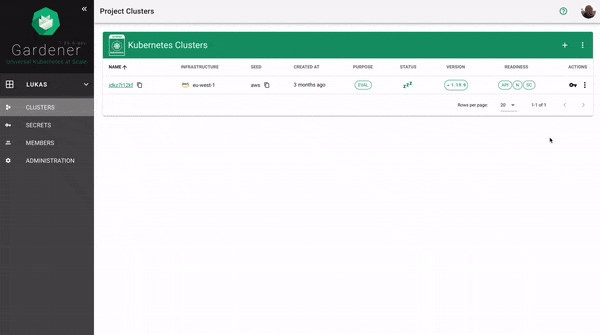 Gardener
Universal Kubernetes at Scale
LUKAS
CLUSTERS
SECRETS
MEMBERS
ADMINISTRATION
Project Clusters
Kubernetes Clusters
NAME INFRASTRUCTURE SEED CREATED AT PURPOSE STATUS VERSION READINESS ACTIONS
eu-west-1 aws 3 months ago EVAL zzz 1.19.9 API N SC
Rows per page: 20 1-1 of 1